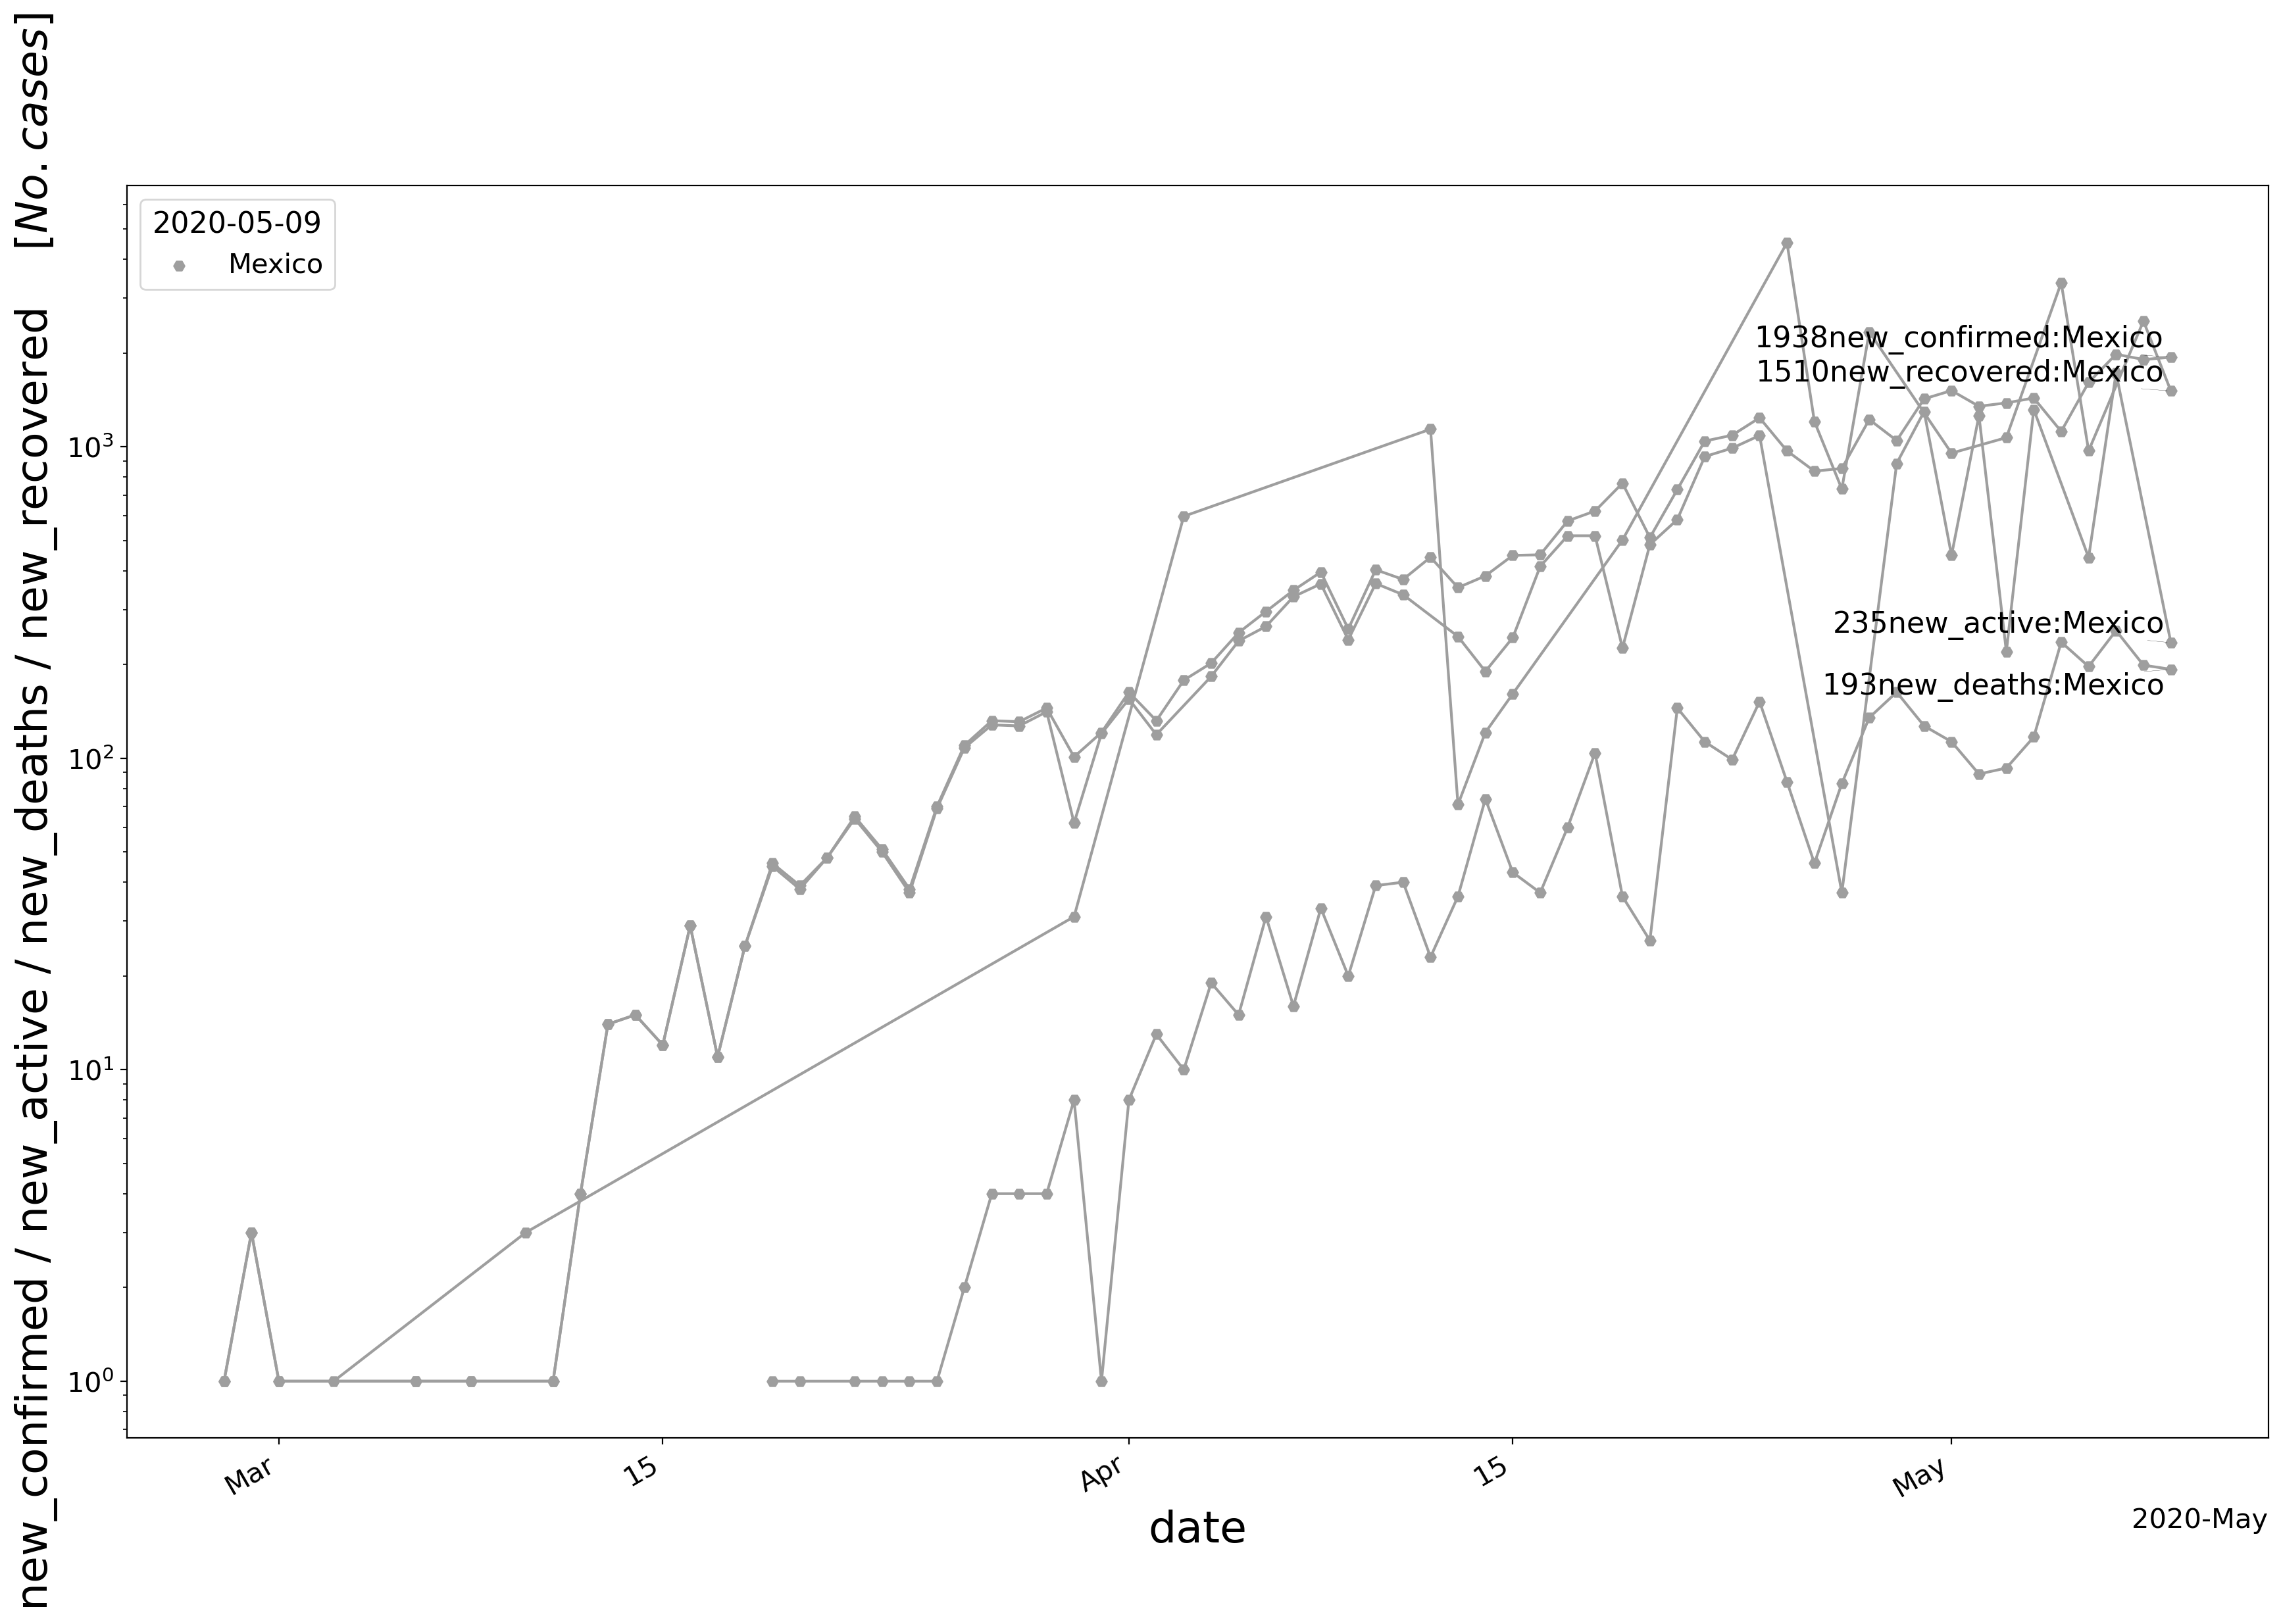 new_confirmed / new_active / new_deaths / new_recovered [No. cases]
2020-05-09
Mexico
1938new_confirmed:Mexico
1510new_recovered:Mexico
235new_active:Mexico
193new_deaths:Mexico
10³
10²
10¹
10⁰
Mar
15
Apr
15
May
date
2020-May